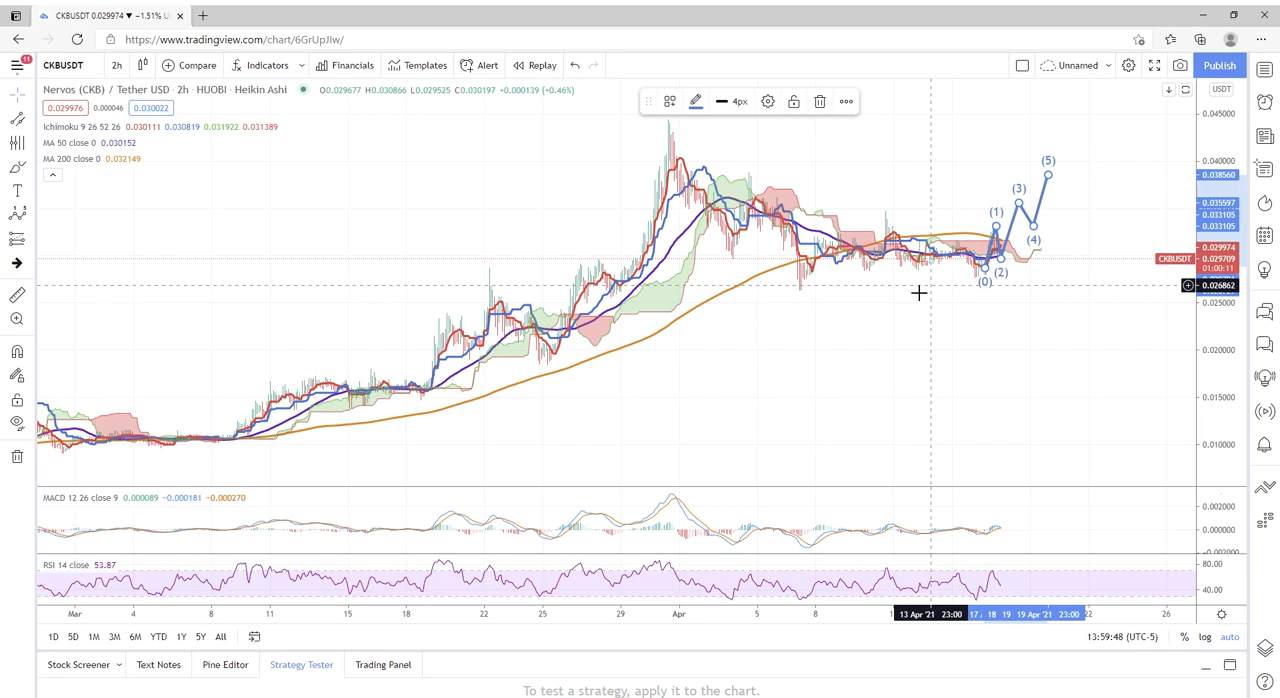 CKBUSDT 0.029974 ▼ −1.51% U
https://www.tradingview.com/chart/6GrUpJIw/
11
CKBUSDT 2h Compare Indicators Financials Templates Alert Replay Unnamed Publish
Nervos (CKB) / Tether USD · 2h · HUOBI · Heikin Ashi O0.029677 H0.030866 L0.029525 C0.030197 +0.000139 (+0.46%)
4px
USDT
0.029976 0.000046 0.030022
Ichimoku 9 26 52 26 0.030111 0.030819 0.031922 0.031389
MA 50 close 0 0.030152
MA 200 close 0 0.032149
0.045000
0.040000
(5)
0.038560
(3)
0.035597
(1)
0.033105
0.033105
(4)
0.029974
CKBUSDT 0.029709
01:00:11
(2)
(0)
0.026862
0.025000
0.020000
0.015000
0.010000
MACD 12 26 close 9 0.000089 −0.000181 −0.000270
0.002000
0.000000
−0.002000
RSI 14 close 53.87
80.00
40.00
Mar 4 8 11 15 18 22 25 29 Apr 5 8 13 Apr '21 23:00 18 19 19 Apr '21 23:00 22 26
1D 5D 1M 3M 6M YTD 1Y 5Y All 13:59:48 (UTC-5) % log auto
Stock Screener Text Notes Pine Editor Strategy Tester Trading Panel
To test a strategy, apply it to the chart.